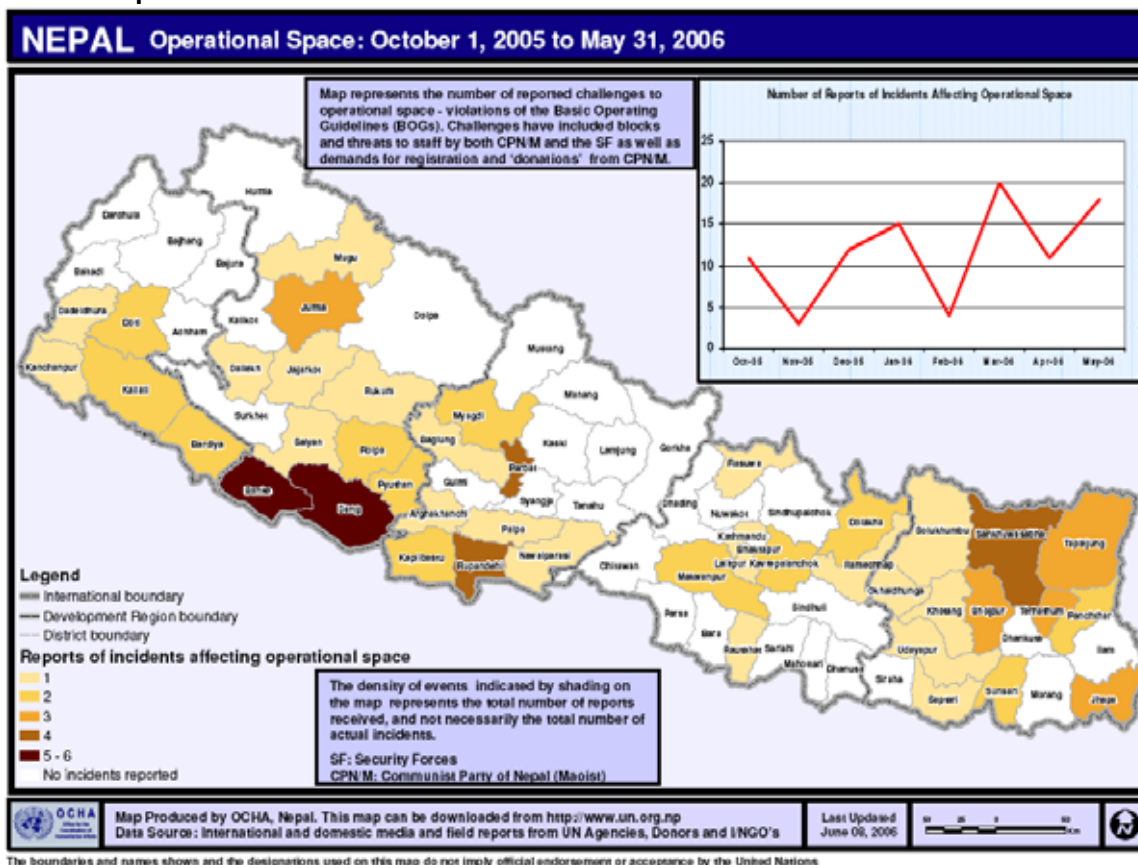 NEPAL Operational Space: October 1, 2005 to May 31, 2006
Map represents the number of reported challenges to
operational space - violations of the Basic Operating
Guidelines (BOGs). Challenges have included blocks
and threats to staff by both CPN/M and the SF as well as
demands for registration and 'donations' from CPN/M.
Number of Reports of Incidents Affecting Operational Space
25
20
15
10
5
0
Oct-05 Nov-05 Dec-05 Jan-06 Feb-06 Mar-06 Apr-06 May-06
Humla
Darchula
Bajhang
Bajura
Mugu
Dadeldhura
Doti
Achham
Kalikot
Jumla
Dolpa
Kanchanpur
Kailali
Dailekh
Jajarkot
Rukum
Mustang
Manang
Surkhet
Bardiya
Salyan
Rolpa
Myagdi
Baglung
Parbat
Kaski
Lamjung
Gorkha
Banke
Dang
Pyuthan
Gulmi
Syangja
Tanahu
Arghakhanchi
Palpa
Kapilbastu
Rupandehi
Nawalparasi
Chitawan
Rasuwa
Dhading
Nuwakot
Sindhupalchok
Dolakha
Kathmandu
Bhaktapur
Lalitpur
Kavrepalanchok
Ramechhap
Makwanpur
Sindhuli
Parsa
Bara
Rautahat
Sarlahi
Mahottari
Dhanusa
Siraha
Solukhumbu
Sankhuwasabha
Taplejung
Okhaldhunga
Khotang
Bhojpur
Terhathum
Panchthar
Udayapur
Dhankuta
Ilam
Saptari
Sunsari
Morang
Jhapa
Legend
International boundary
Development Region boundary
District boundary
Reports of incidents affecting operational space
1
2
3
4
5 - 6
No incidents reported
The density of events indicated by shading on
the map represents the total number of reports
received, and not necessarily the total number of
actual incidents.
SF: Security Forces
CPN/M: Communist Party of Nepal (Maoist)
OCHA
Map Produced by OCHA, Nepal. This map can be downloaded from http://www.un.org.np
Data Source: International and domestic media and field reports from UN Agencies, Donors and I/NGO's
Last Updated
June 09, 2006
50 25 0 50
Km
N
The boundaries and names shown and the designations used on this map do not imply official endorsement or acceptance by the United Nations